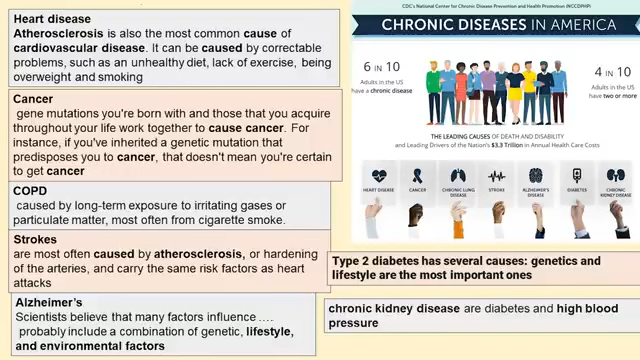 Heart disease
Atherosclerosis is also the most common cause of
cardiovascular disease. It can be caused by correctable
problems, such as an unhealthy diet, lack of exercise, being
overweight and smoking
Cancer
gene mutations you're born with and those that you acquire
throughout your life work together to cause cancer. For
instance, if you've inherited a genetic mutation that
predisposes you to cancer, that doesn't mean you're certain
to get cancer
COPD
caused by long-term exposure to irritating gases or
particulate matter, most often from cigarette smoke.
Strokes
are most often caused by atherosclerosis, or hardening
of the arteries, and carry the same risk factors as heart
attacks
Alzheimer's
Scientists believe that many factors influence ….
probably include a combination of genetic, lifestyle,
and environmental factors
CDC's National Center for Chronic Disease Prevention and Health Promotion (NCCDPHP)
CHRONIC DISEASES IN AMERICA
6 IN 10
Adults in the US
have a chronic disease
4 IN 10
Adults in the US
have two or more
THE LEADING CAUSES OF DEATH AND DISABILITY
and Leading Drivers of the Nation's $3.3 Trillion in Annual Health Care Costs
HEART DISEASE
CANCER
CHRONIC LUNG
DISEASE
STROKE
ALZHEIMER'S
DISEASE
DIABETES
CHRONIC
KIDNEY DISEASE
Type 2 diabetes has several causes: genetics and
lifestyle are the most important ones
chronic kidney disease are diabetes and high blood
pressure